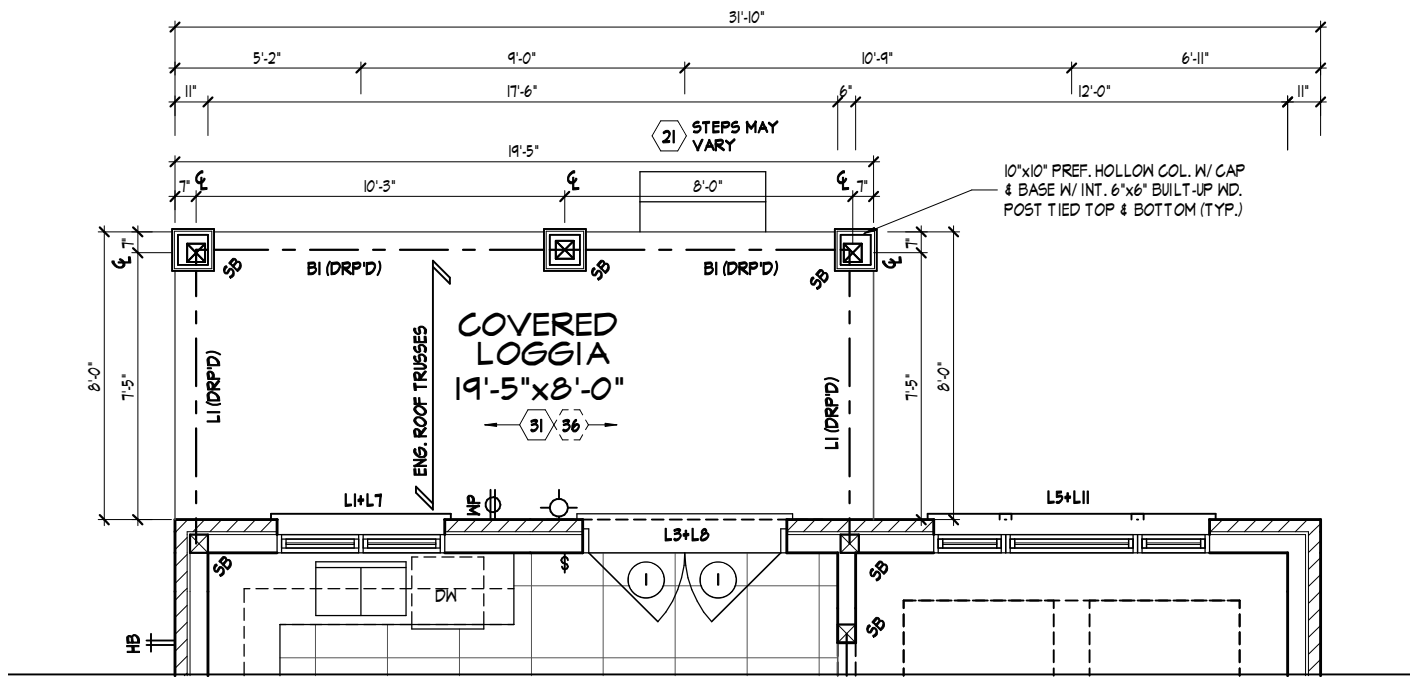 31'-10"
5'-2"
9'-0"
10'-9"
6'-11"
11"
17'-6"
6"
12'-0"
11"
21
STEPS MAY
VARY
19'-5"
7"
℄
10'-3"
℄
8'-0"
℄
7"
10"x10" PREF. HOLLOW COL. W/ CAP
& BASE W/ INT. 6"x6" BUILT-UP WD.
POST TIED TOP & BOTTOM (TYP.)
7"
℄
7"
℄
SB
B1 (DRP'D)
SB
B1 (DRP'D)
SB
COVERED
LOGGIA
19'-5"x8'-0"
31
36
ENG. ROOF TRUSSES
8'-0"
7'-5"
L1 (DRP'D)
L1 (DRP'D)
7'-5"
8'-0"
L1+L7
WP
L3+L8
L5+L11
SB
$
1
1
SB
DW
SB
HB